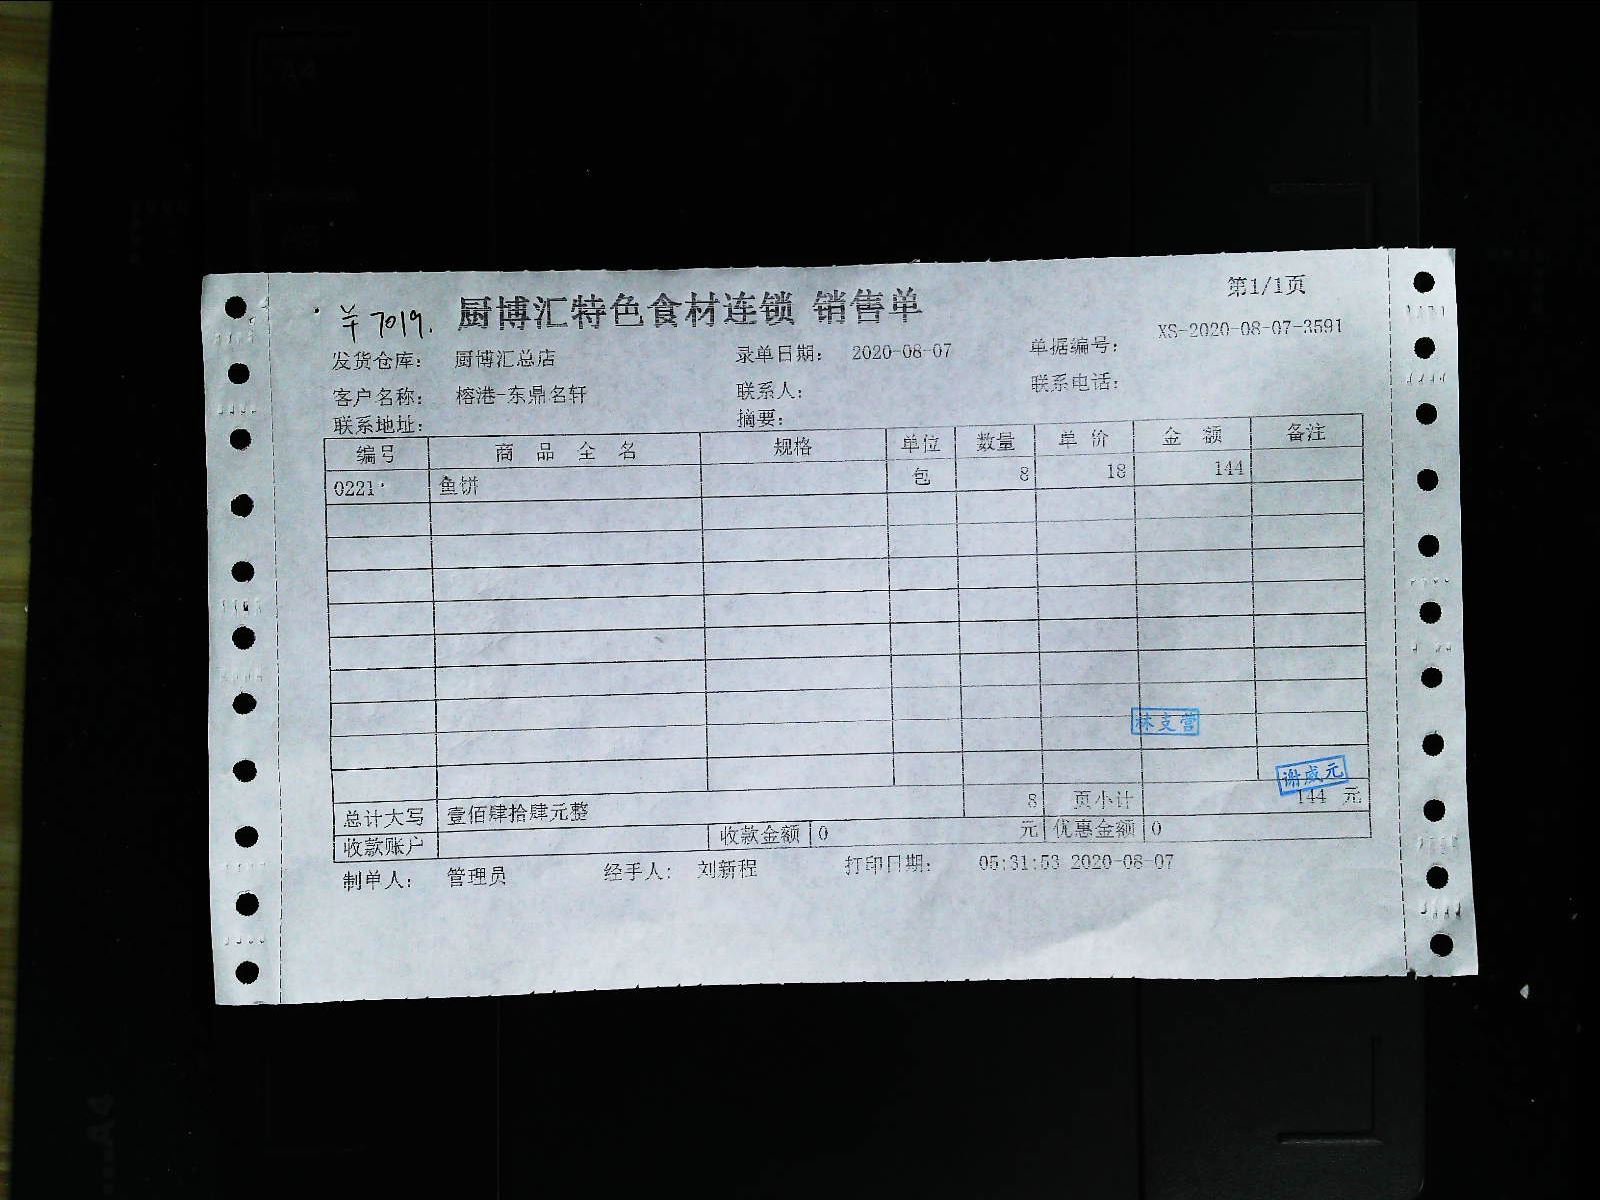 第1/1页
羊7019. 厨博汇特色食材连锁 销售单
发货仓库： 厨博汇总店 录单日期： 2020-08-07 单据编号： XS-2020-08-07-3591
客户名称： 榕港-东鼎名轩 联系人： 联系电话：
联系地址： 摘要：
编号 商品全名 规格 单位 数量 单价 金额 备注
0221 鱼饼 包 8 18 144
林支营
谢成元
总计大写 壹佰肆拾肆元整 8 页小计 144 元
收款账户 收款金额 0 元 优惠金额 0
制单人： 管理员 经手人： 刘新程 打印日期： 05:31:53 2020-08-07